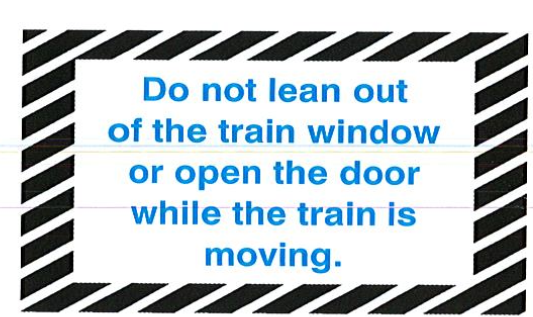 Do not lean out
of the train window
or open the door
while the train is
moving.